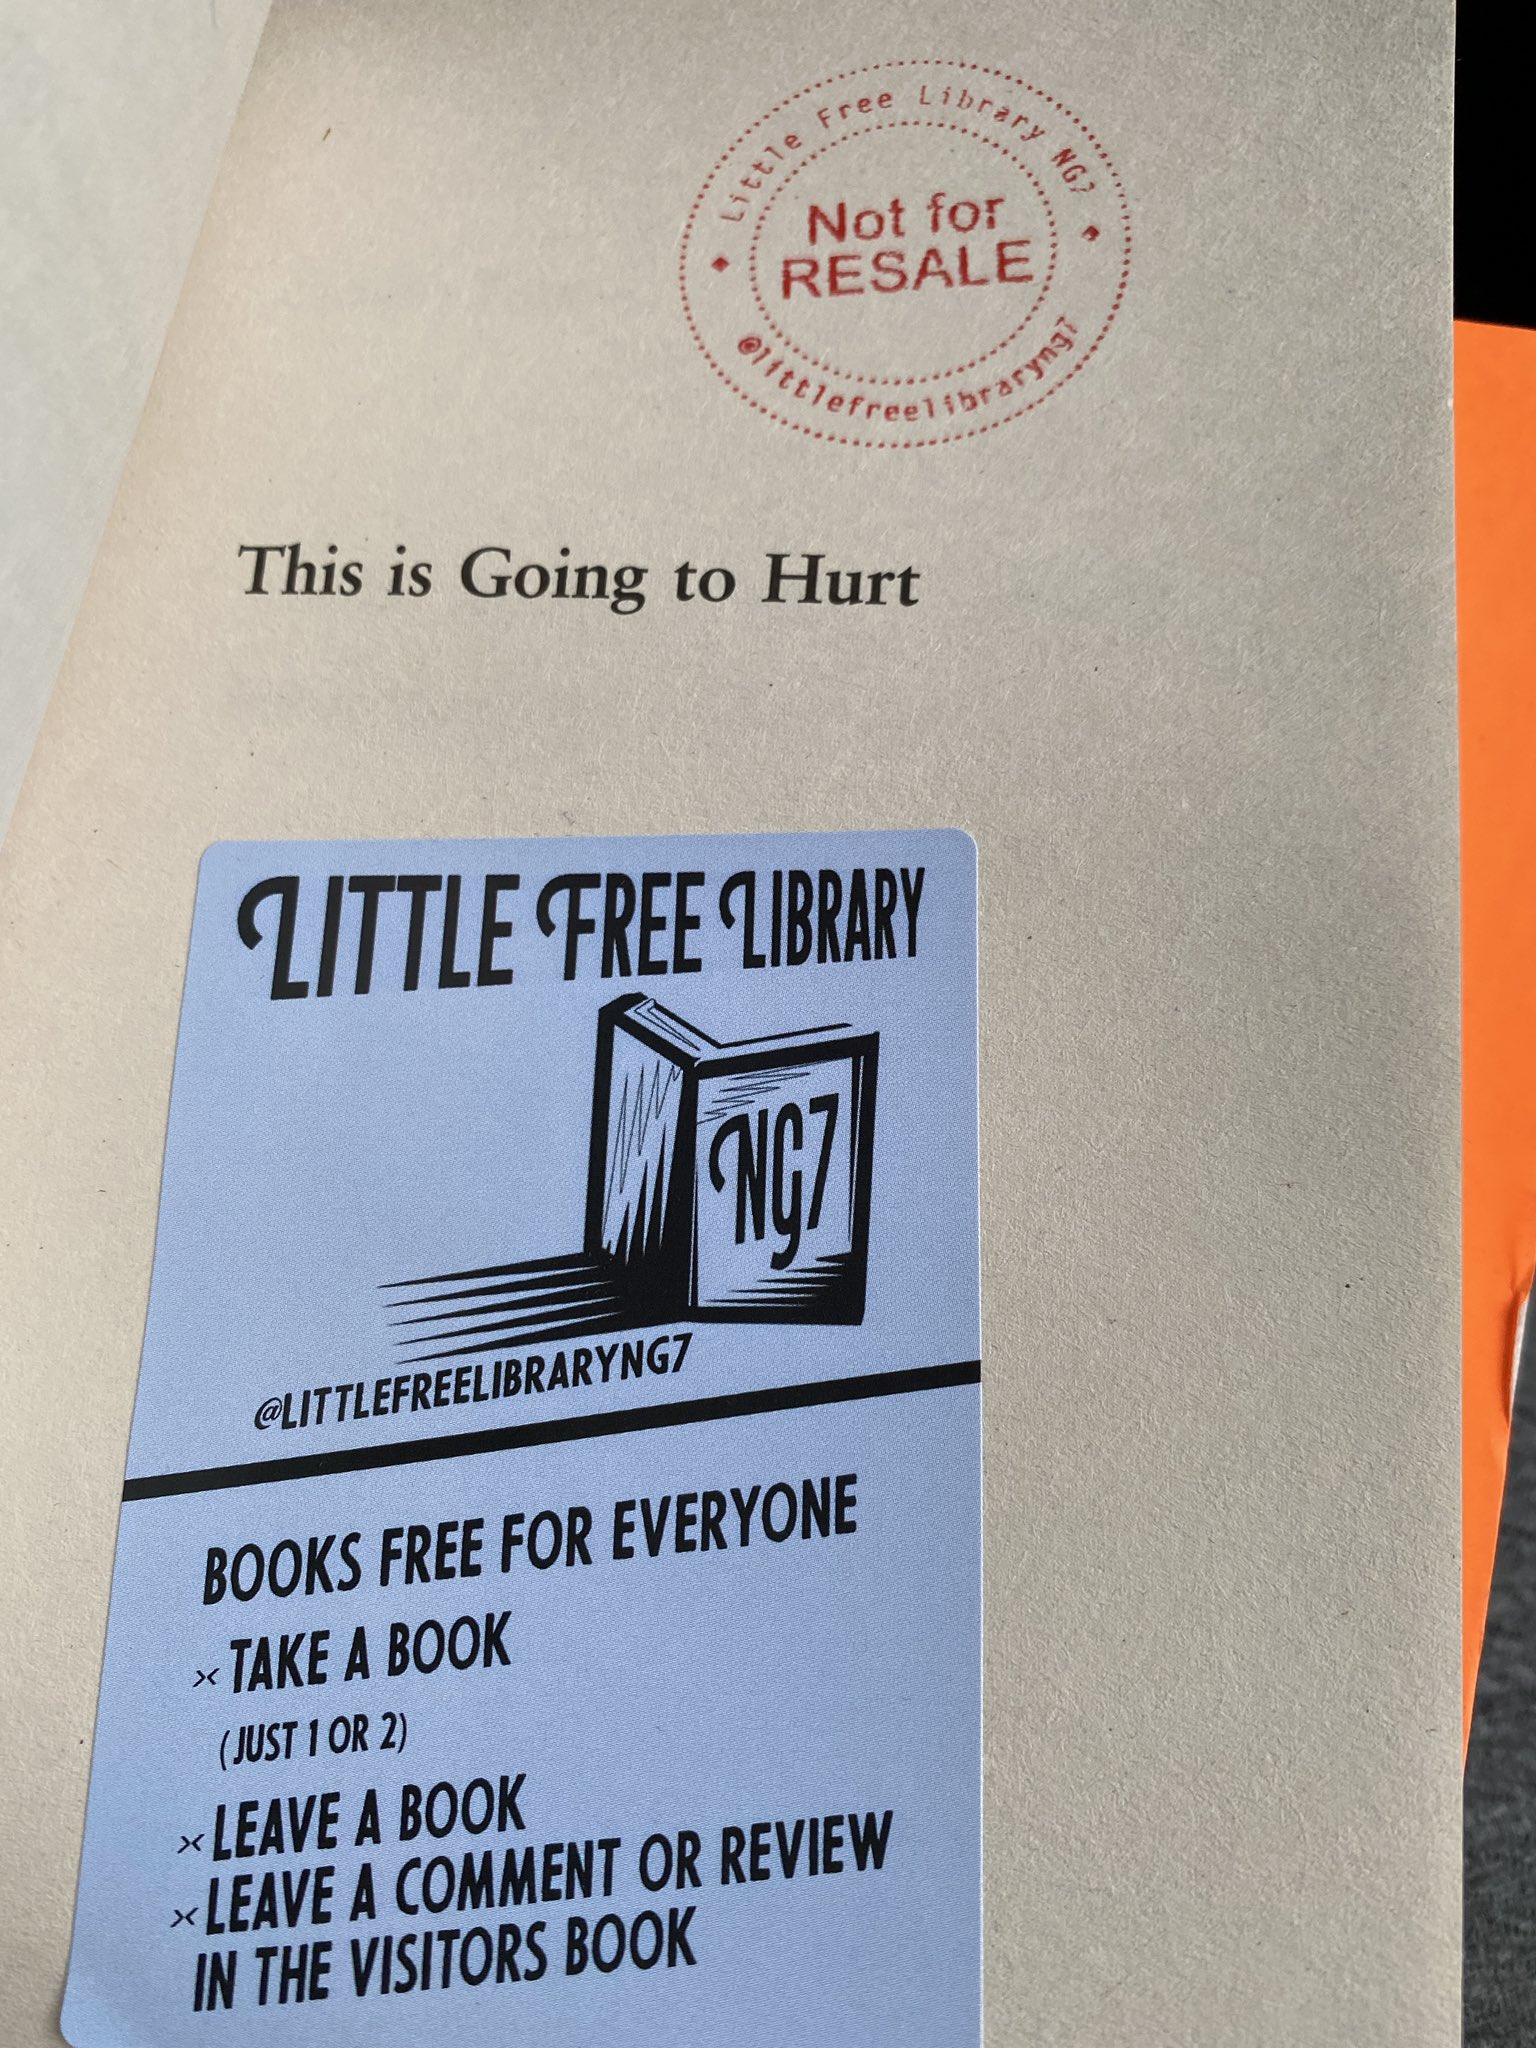 Little Free Library NG7
Not for
RESALE
@littlefreelibraryng7
This is Going to Hurt
LITTLE FREE LIBRARY
NG7
@LITTLEFREELIBRARYNG7
BOOKS FREE FOR EVERYONE
TAKE A BOOK
(JUST 1 OR 2)
LEAVE A BOOK
LEAVE A COMMENT OR REVIEW
IN THE VISITORS BOOK